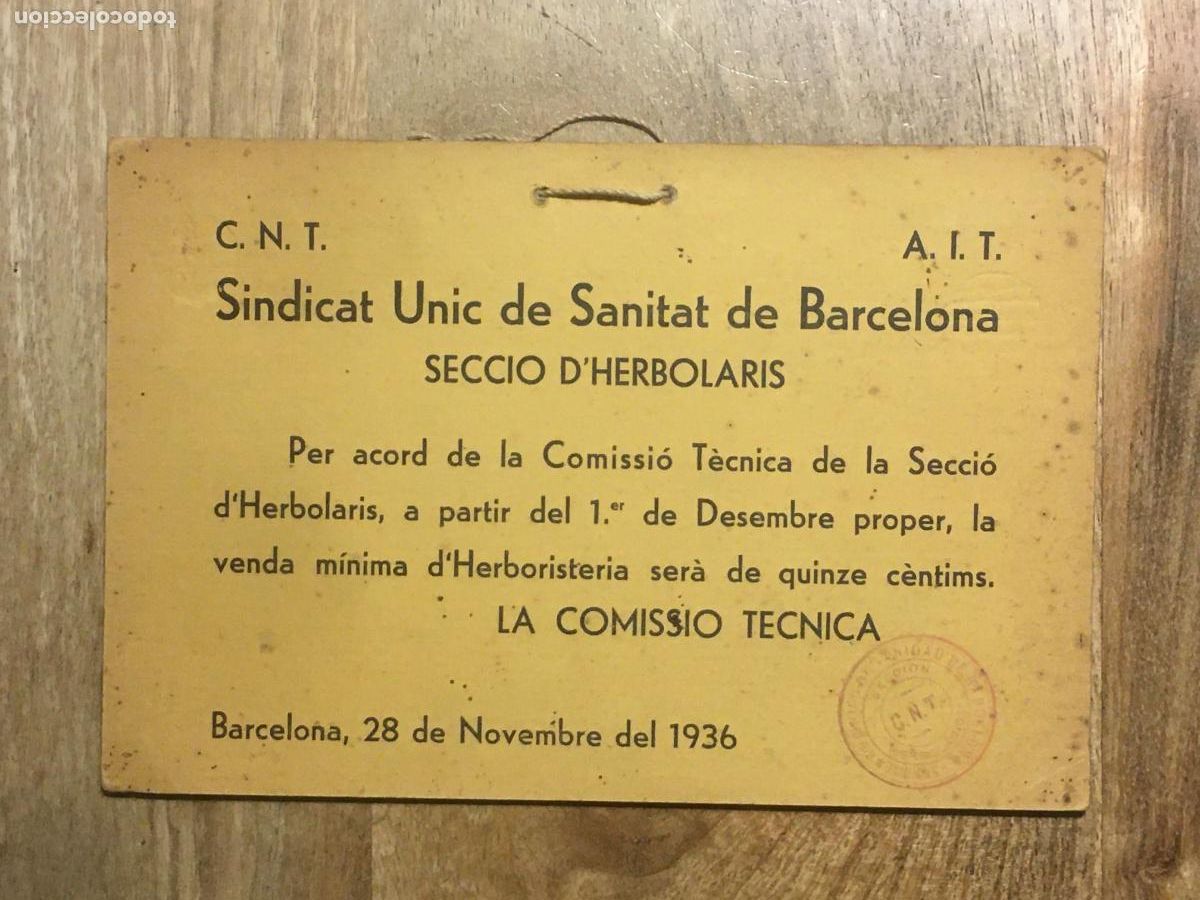 todocoleccion
C. N. T. A. I. T.
Sindicat Unic de Sanitat de Barcelona
SECCIO D'HERBOLARIS
Per acord de la Comissió Tècnica de la Secció
d'Herbolaris, a partir del 1.er de Desembre proper, la
venda mínima d'Herboristeria serà de quinze cèntims.
LA COMISSIO TECNICA
Barcelona, 28 de Novembre del 1936
C.N.T.